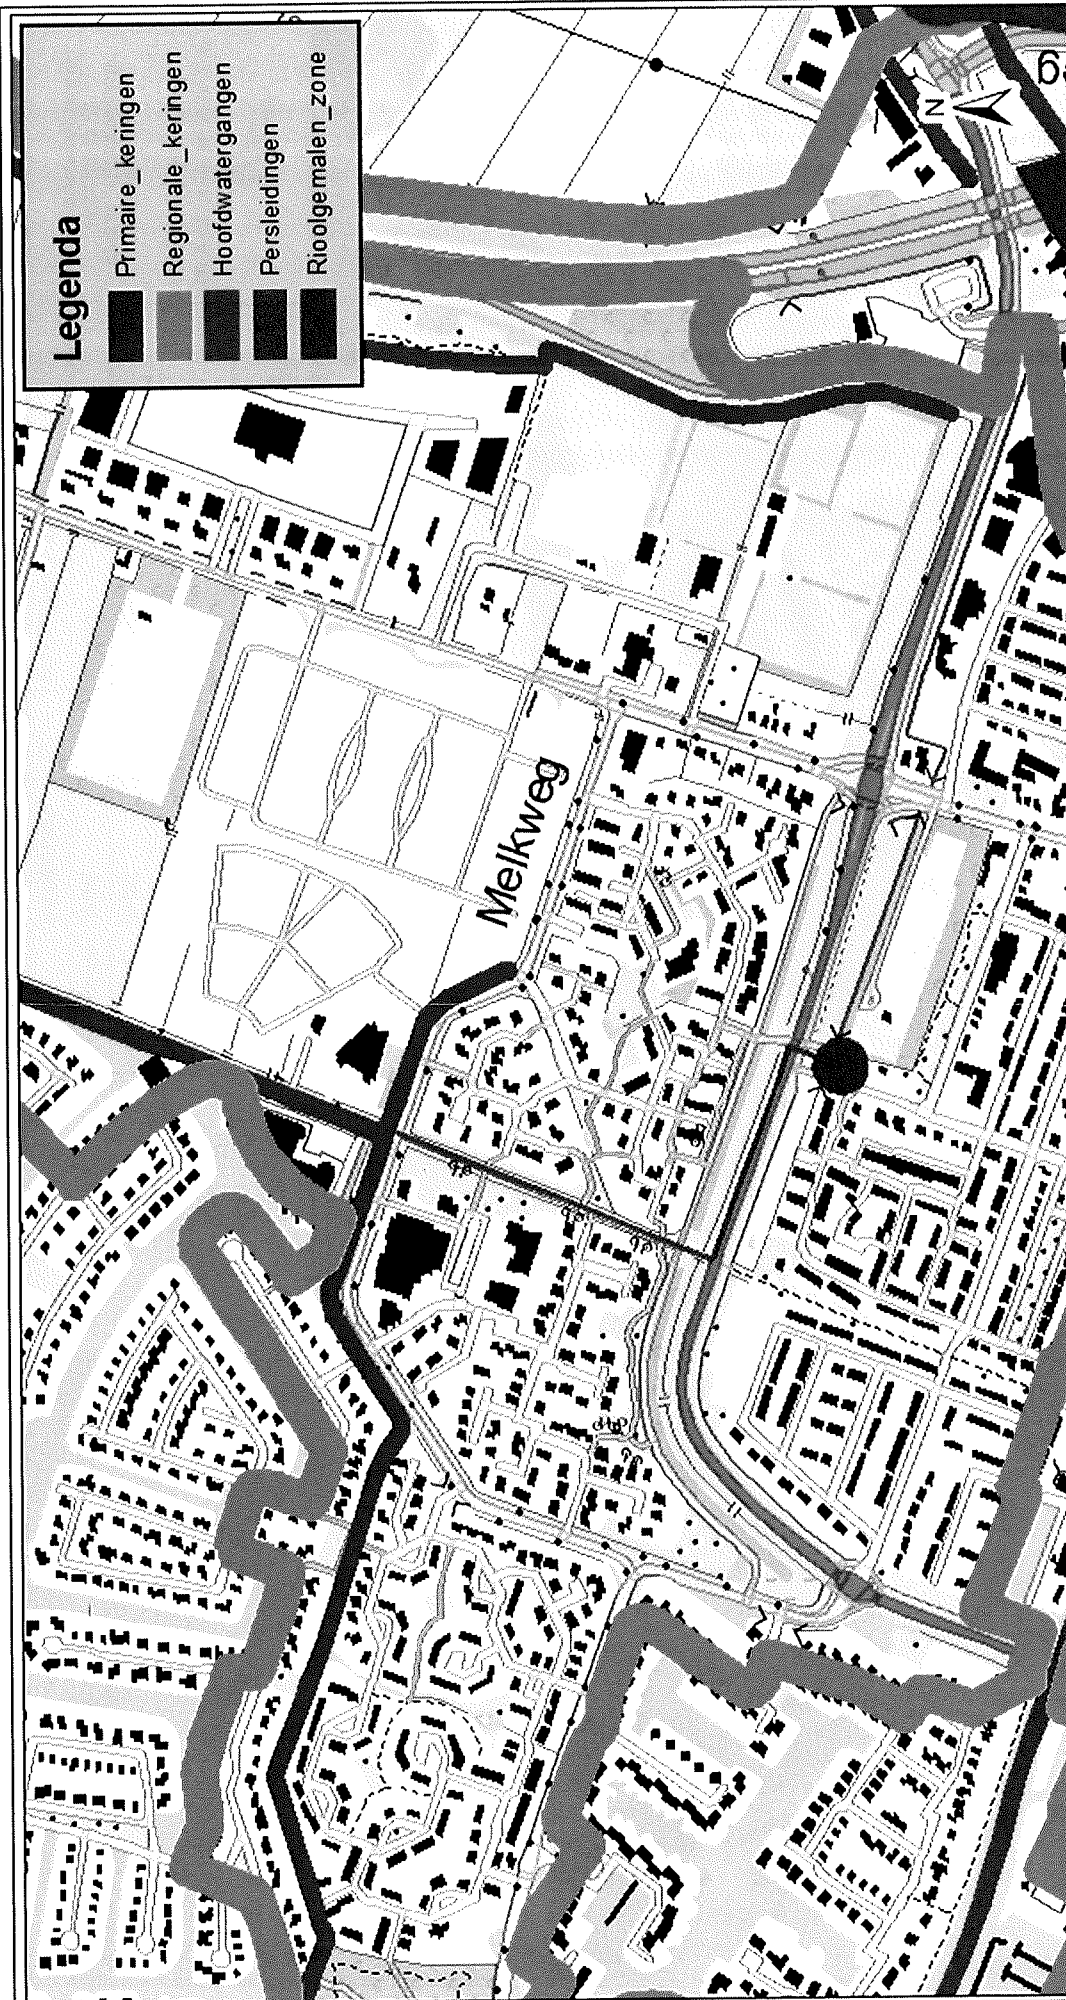 Legenda
Primaire_keringen
Regionale_keringen
Hoofdwatergangen
Persleidingen
Rioolgemalen_zone
Melkweg
N